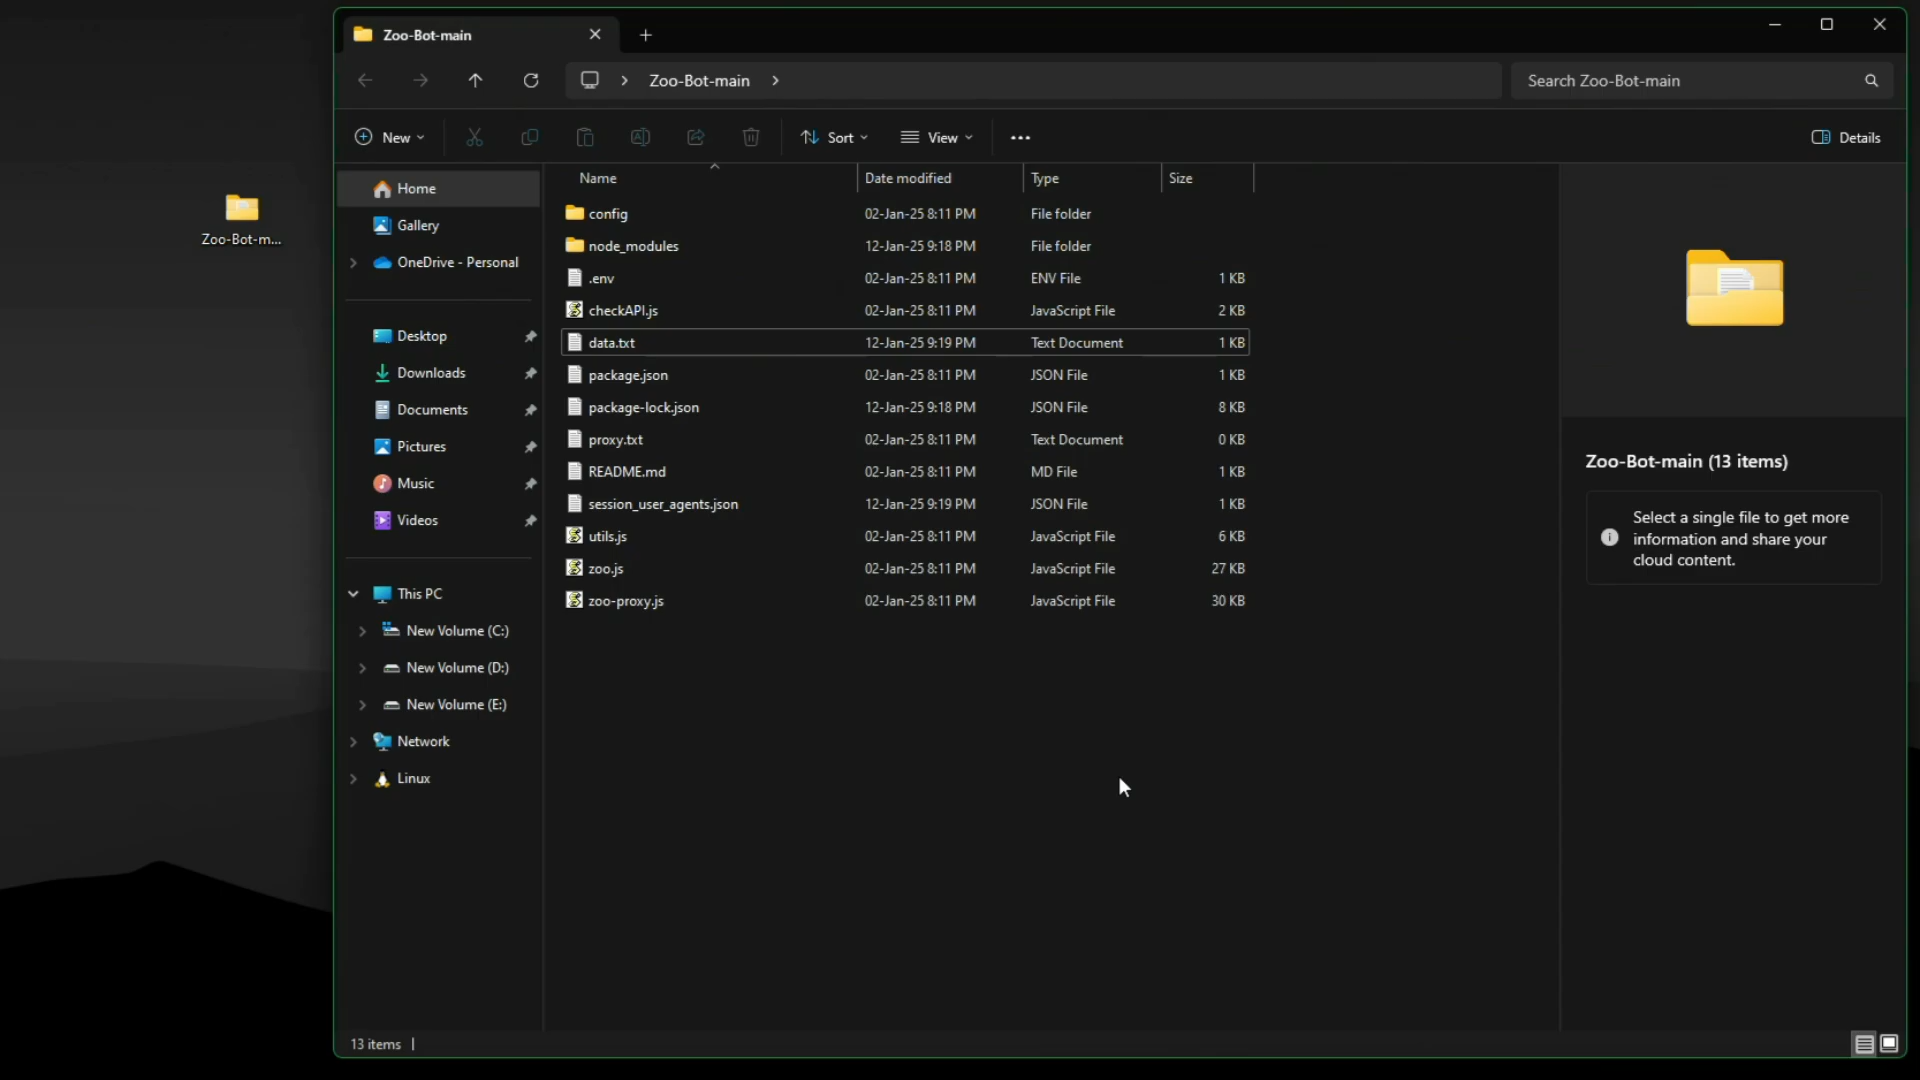 Zoo-Bot-main
Zoo-Bot-main
Search Zoo-Bot-main
New
Sort
View
Details
Name Date modified Type Size
Home
Gallery
OneDrive - Personal
Desktop
Downloads
Documents
Pictures
Music
Videos
This PC
New Volume (C:)
New Volume (D:)
New Volume (E:)
Network
Linux
Zoo-Bot-m...
config 02-Jan-25 8:11 PM File folder
node_modules 12-Jan-25 9:18 PM File folder
.env 02-Jan-25 8:11 PM ENV File 1 KB
checkAPI.js 02-Jan-25 8:11 PM JavaScript File 2 KB
data.txt 12-Jan-25 9:19 PM Text Document 1 KB
package.json 02-Jan-25 8:11 PM JSON File 1 KB
package-lock.json 12-Jan-25 9:18 PM JSON File 8 KB
proxy.txt 02-Jan-25 8:11 PM Text Document 0 KB
README.md 02-Jan-25 8:11 PM MD File 1 KB
session_user_agents.json 12-Jan-25 9:19 PM JSON File 1 KB
utils.js 02-Jan-25 8:11 PM JavaScript File 6 KB
zoo.js 02-Jan-25 8:11 PM JavaScript File 27 KB
zoo-proxy.js 02-Jan-25 8:11 PM JavaScript File 30 KB
Zoo-Bot-main (13 items)
Select a single file to get more
information and share your
cloud content.
13 items